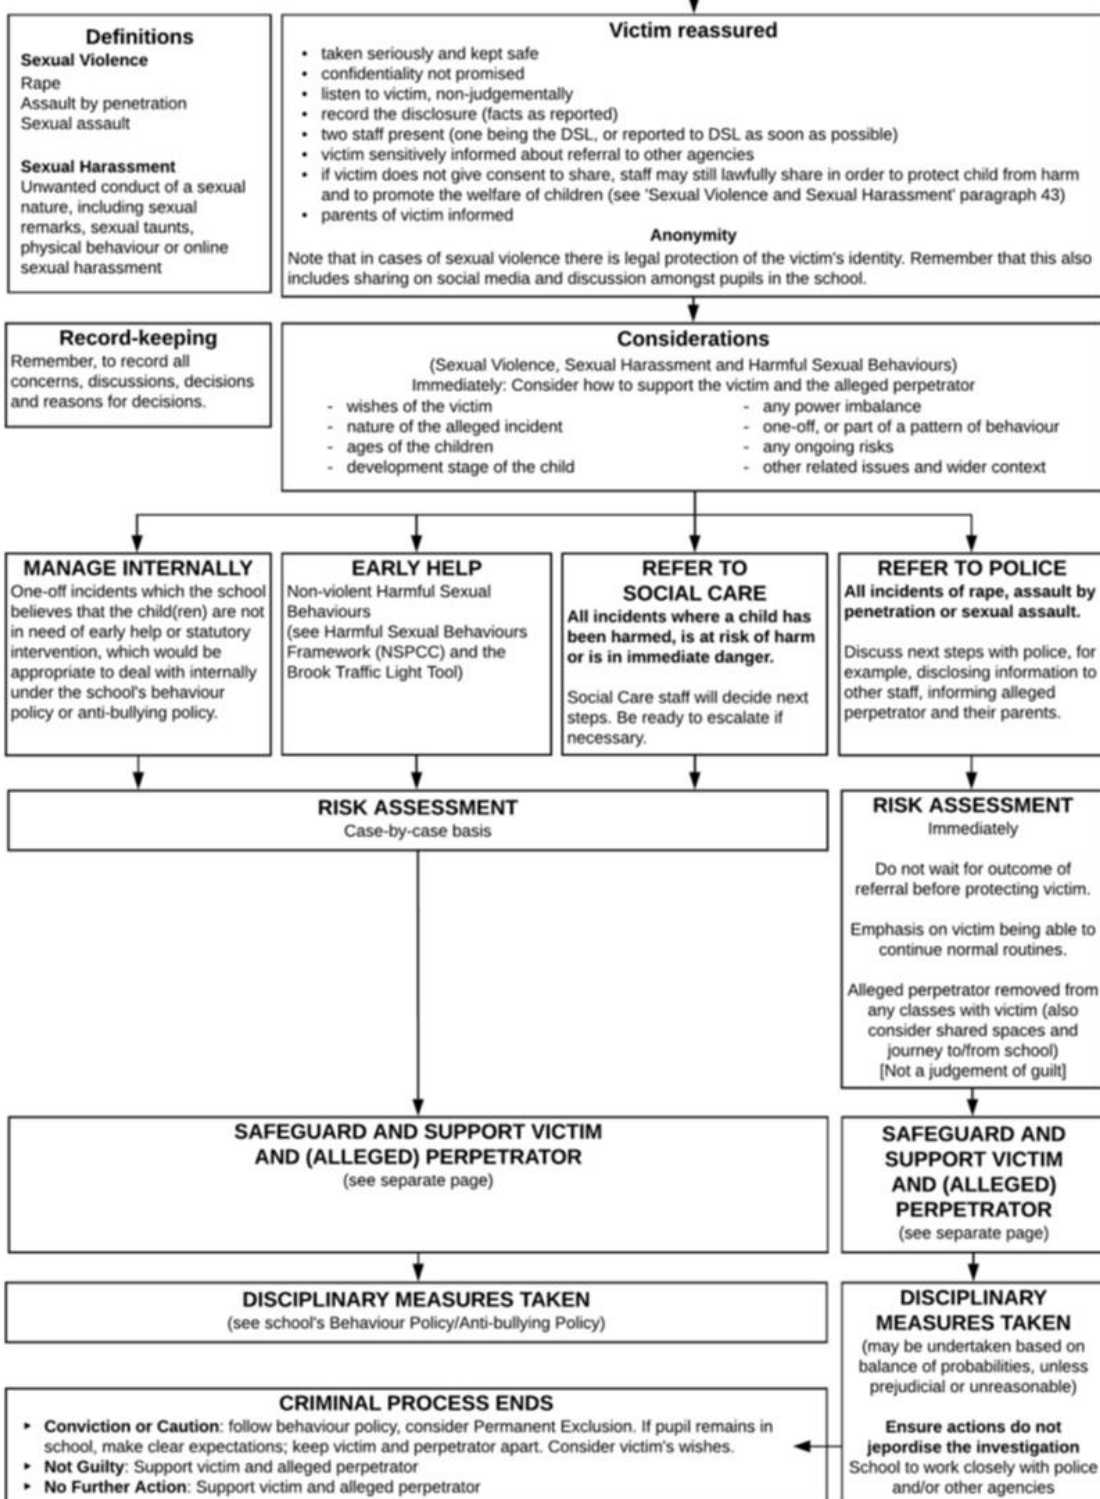 Definitions
Sexual Violence
Rape
Assault by penetration
Sexual assault
Sexual Harassment
Unwanted conduct of a sexual
nature, including sexual
remarks, sexual taunts,
physical behaviour or online
sexual harassment
Victim reassured
• taken seriously and kept safe
• confidentiality not promised
• listen to victim, non-judgementally
• record the disclosure (facts as reported)
• two staff present (one being the DSL, or reported to DSL as soon as possible)
• victim sensitively informed about referral to other agencies
• if victim does not give consent to share, staff may still lawfully share in order to protect child from harm
and to promote the welfare of children (see 'Sexual Violence and Sexual Harassment' paragraph 43)
• parents of victim informed
Anonymity
Note that in cases of sexual violence there is legal protection of the victim's identity. Remember that this also
includes sharing on social media and discussion amongst pupils in the school.
Record-keeping
Remember, to record all
concerns, discussions, decisions
and reasons for decisions.
Considerations
(Sexual Violence, Sexual Harassment and Harmful Sexual Behaviours)
Immediately: Consider how to support the victim and the alleged perpetrator
- wishes of the victim
- nature of the alleged incident
- ages of the children
- development stage of the child
- any power imbalance
- one-off, or part of a pattern of behaviour
- any ongoing risks
- other related issues and wider context
MANAGE INTERNALLY
One-off incidents which the school
believes that the child(ren) are not
in need of early help or statutory
intervention, which would be
appropriate to deal with internally
under the school's behaviour
policy or anti-bullying policy.
EARLY HELP
Non-violent Harmful Sexual
Behaviours
(see Harmful Sexual Behaviours
Framework (NSPCC) and the
Brook Traffic Light Tool)
REFER TO
SOCIAL CARE
All incidents where a child has
been harmed, is at risk of harm
or is in immediate danger.
Social Care staff will decide next
steps. Be ready to escalate if
necessary.
REFER TO POLICE
All incidents of rape, assault by
penetration or sexual assault.
Discuss next steps with police, for
example, disclosing information to
other staff, informing alleged
perpetrator and their parents.
RISK ASSESSMENT
Case-by-case basis
RISK ASSESSMENT
Immediately
Do not wait for outcome of
referral before protecting victim.
Emphasis on victim being able to
continue normal routines.
Alleged perpetrator removed from
any classes with victim (also
consider shared spaces and
journey to/from school)
[Not a judgement of guilt]
SAFEGUARD AND SUPPORT VICTIM
AND (ALLEGED) PERPETRATOR
(see separate page)
SAFEGUARD AND
SUPPORT VICTIM
AND (ALLEGED)
PERPETRATOR
(see separate page)
DISCIPLINARY MEASURES TAKEN
(see school's Behaviour Policy/Anti-bullying Policy)
DISCIPLINARY
MEASURES TAKEN
(may be undertaken based on
balance of probabilities, unless
prejudicial or unreasonable)
Ensure actions do not
jepordise the investigation
School to work closely with police
and/or other agencies
CRIMINAL PROCESS ENDS
‣ Conviction or Caution: follow behaviour policy, consider Permanent Exclusion. If pupil remains in
school, make clear expectations; keep victim and perpetrator apart. Consider victim's wishes.
‣ Not Guilty: Support victim and alleged perpetrator
‣ No Further Action: Support victim and alleged perpetrator